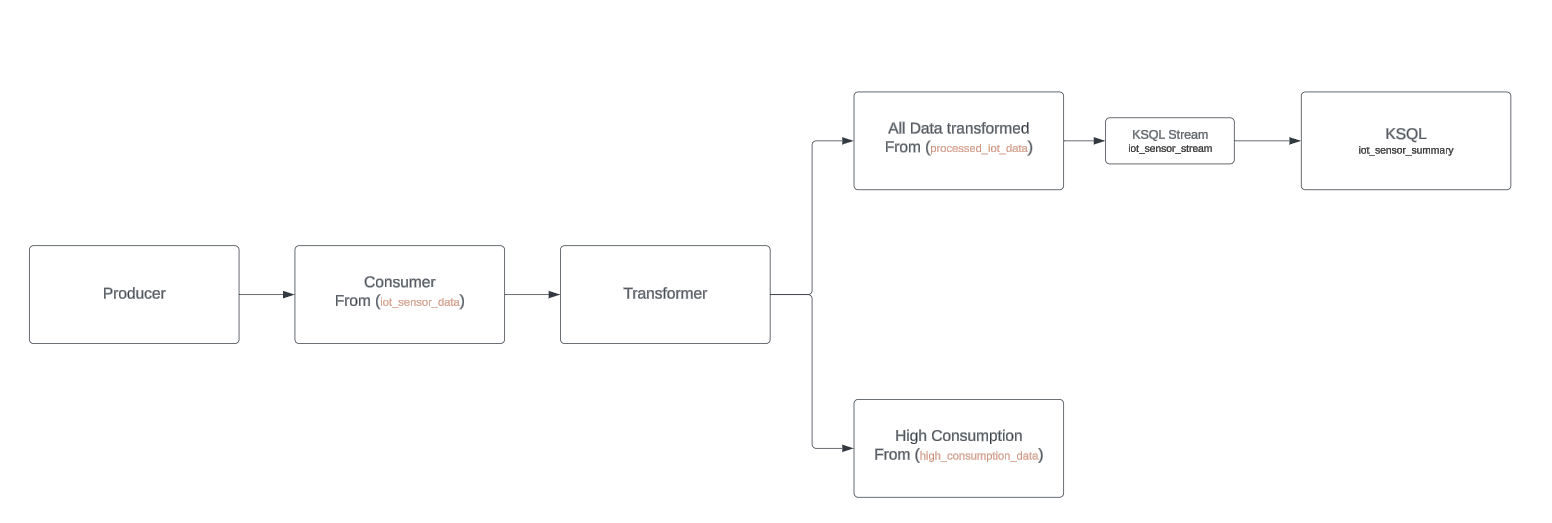 Producer
Consumer
From (iot_sensor_data)
Transformer
All Data transformed
From (processed_iot_data)
KSQL Stream
iot_sensor_stream
KSQL
iot_sensor_summary
High Consumption
From (high_consumption_data)